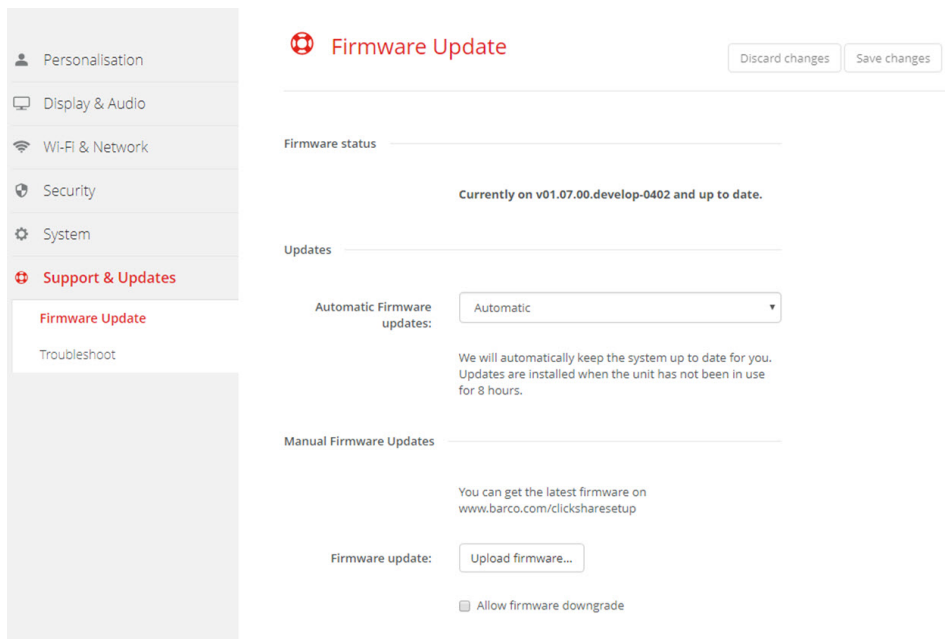 Personalisation
Display & Audio
Wi-Fi & Network
Security
System
Support & Updates
Firmware Update
Troubleshoot
Firmware Update
Discard changes
Save changes
Firmware status
Currently on v01.07.00.develop-0402 and up to date.
Updates
Automatic Firmware
updates:
Automatic
We will automatically keep the system up to date for you.
Updates are installed when the unit has not been in use
for 8 hours.
Manual Firmware Updates
You can get the latest firmware on
www.barco.com/clicksharesetup
Firmware update:
Upload firmware...
Allow firmware downgrade